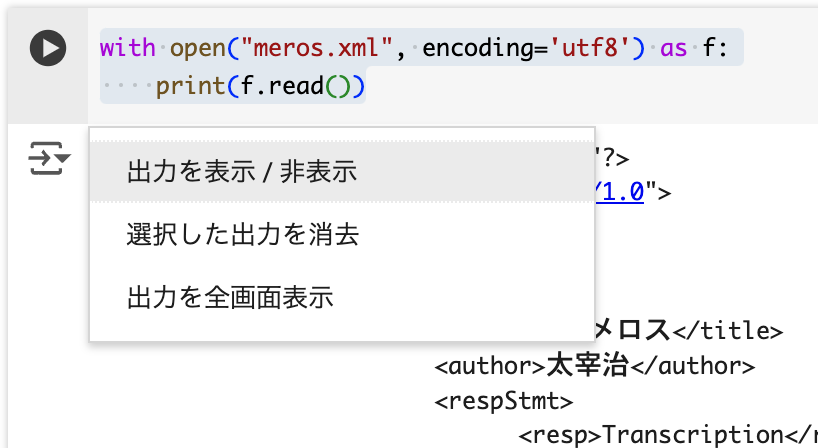 with open("meros.xml", encoding='utf8') as f:
    print(f.read())
"?>
/1.0">
出力を表示 / 非表示
選択した出力を消去
出力を全画面表示
メロス</title>
<author>太宰治</author>
<respStmt>
<resp>Transcription</r